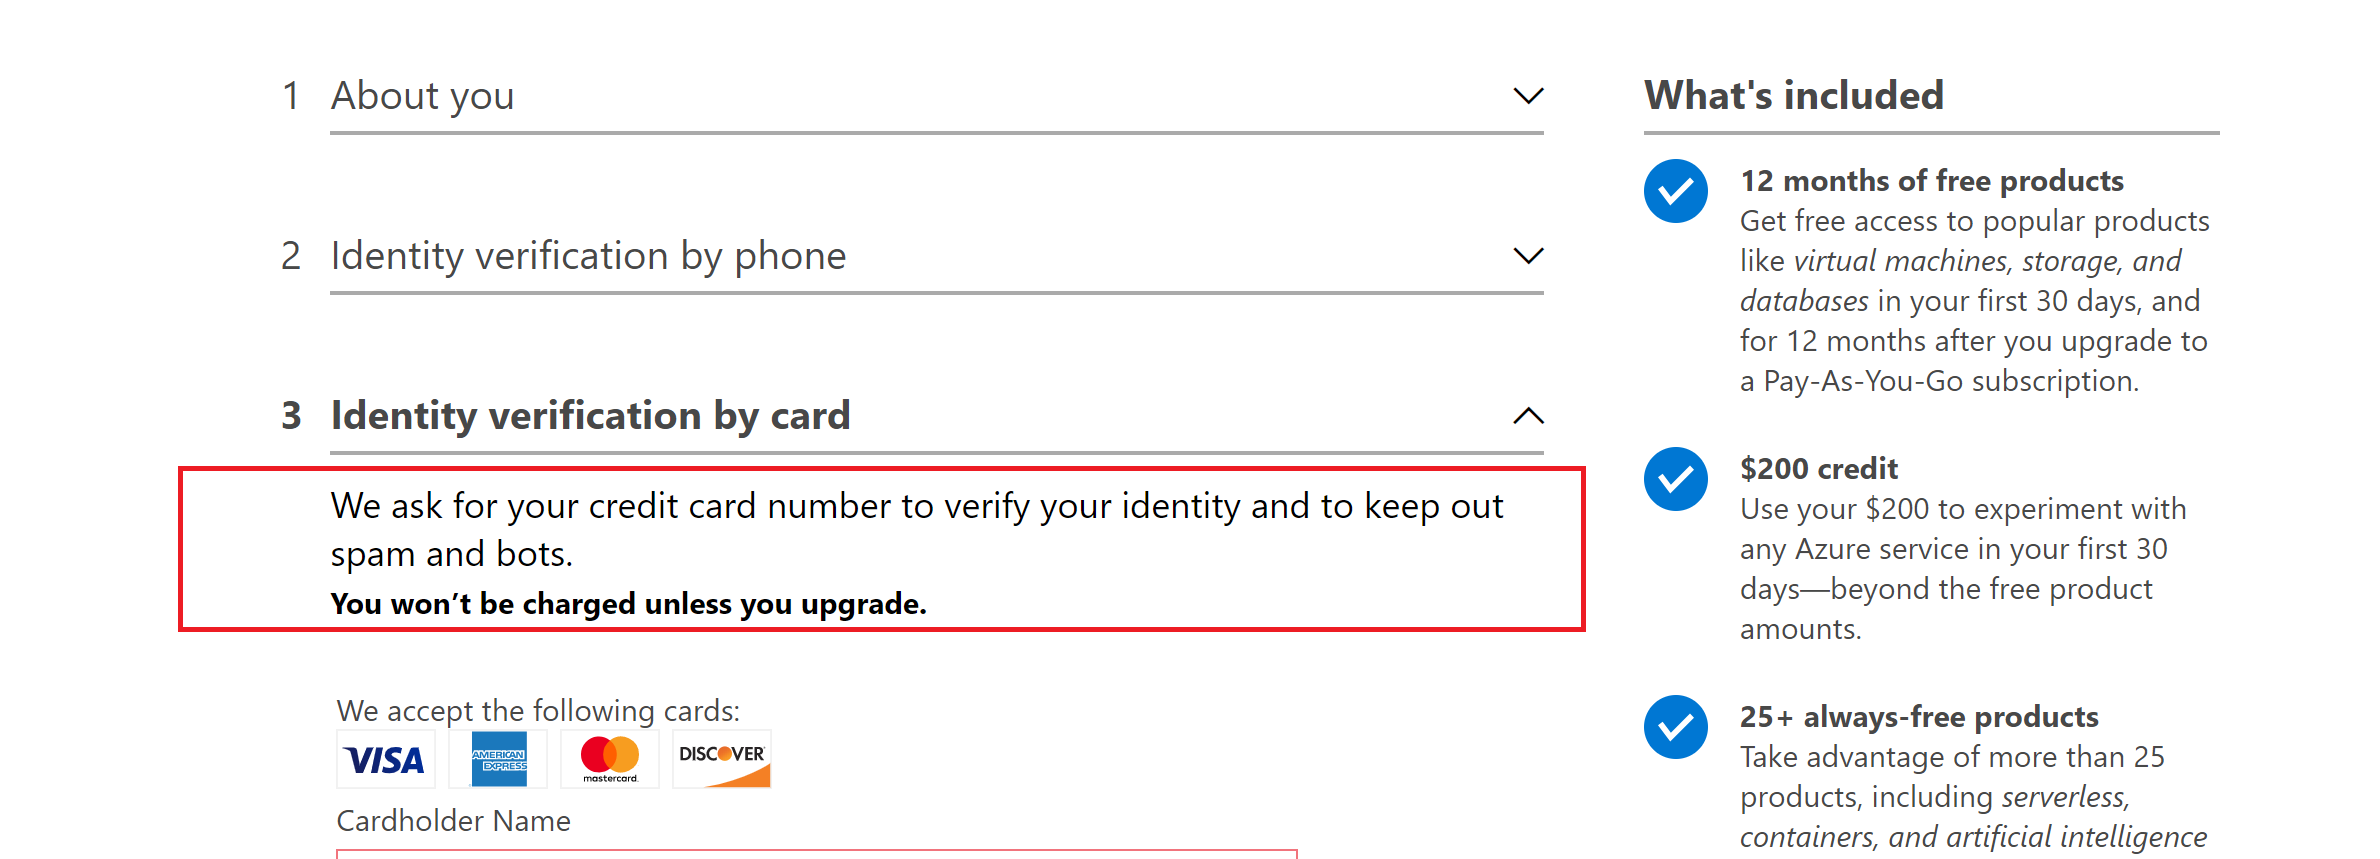 1 About you
2 Identity verification by phone
3 Identity verification by card
We ask for your credit card number to verify your identity and to keep out
spam and bots.
You won’t be charged unless you upgrade.
We accept the following cards:
VISA AMERICAN EXPRESS mastercard. DISCOVER
Cardholder Name
What's included
12 months of free products
Get free access to popular products
like virtual machines, storage, and
databases in your first 30 days, and
for 12 months after you upgrade to
a Pay-As-You-Go subscription.
$200 credit
Use your $200 to experiment with
any Azure service in your first 30
days—beyond the free product
amounts.
25+ always-free products
Take advantage of more than 25
products, including serverless,
containers, and artificial intelligence